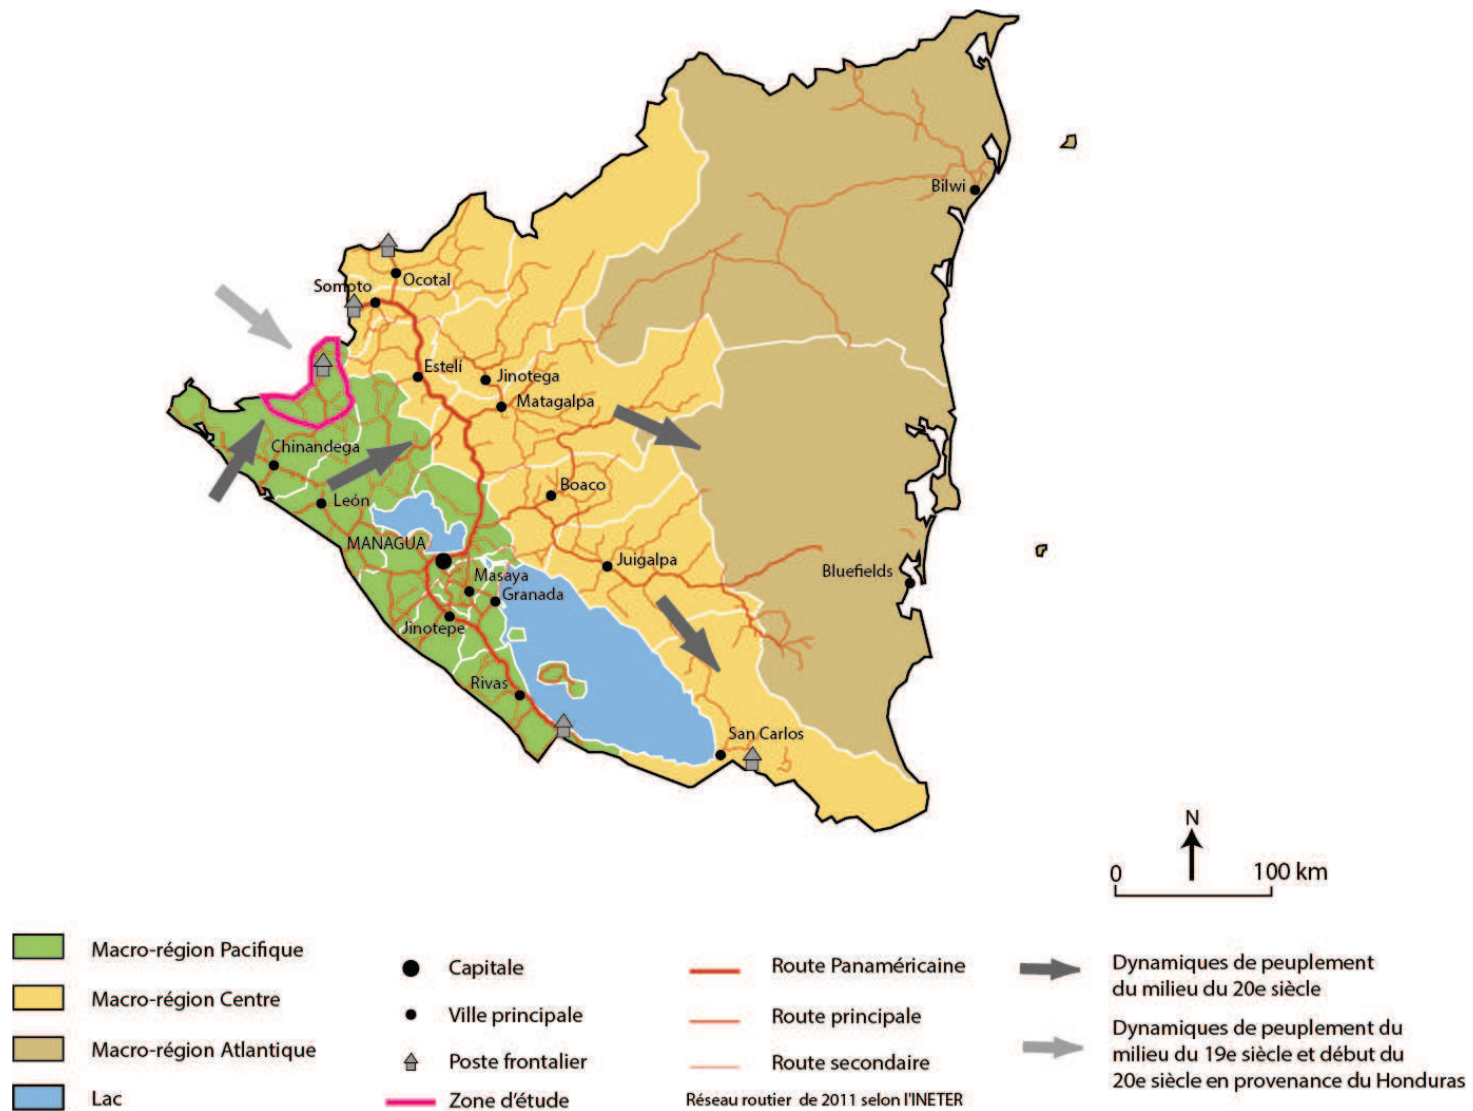 Bilwi
Ocotal
Somoto
Estelí
Jinotega
Matagalpa
Chinandega
León
Boaco
MANAGUA
Juigalpa
Masaya
Bluefields
Granada
Jinotepe
Rivas
San Carlos
N
0 100 km
Macro-région Pacifique
Macro-région Centre
Macro-région Atlantique
Lac
Capitale
Ville principale
Poste frontalier
Zone d'étude
Route Panaméricaine
Route principale
Route secondaire
Réseau routier de 2011 selon l'INETER
Dynamiques de peuplement
du milieu du 20e siècle
Dynamiques de peuplement du
milieu du 19e siècle et début du
20e siècle en provenance du Honduras